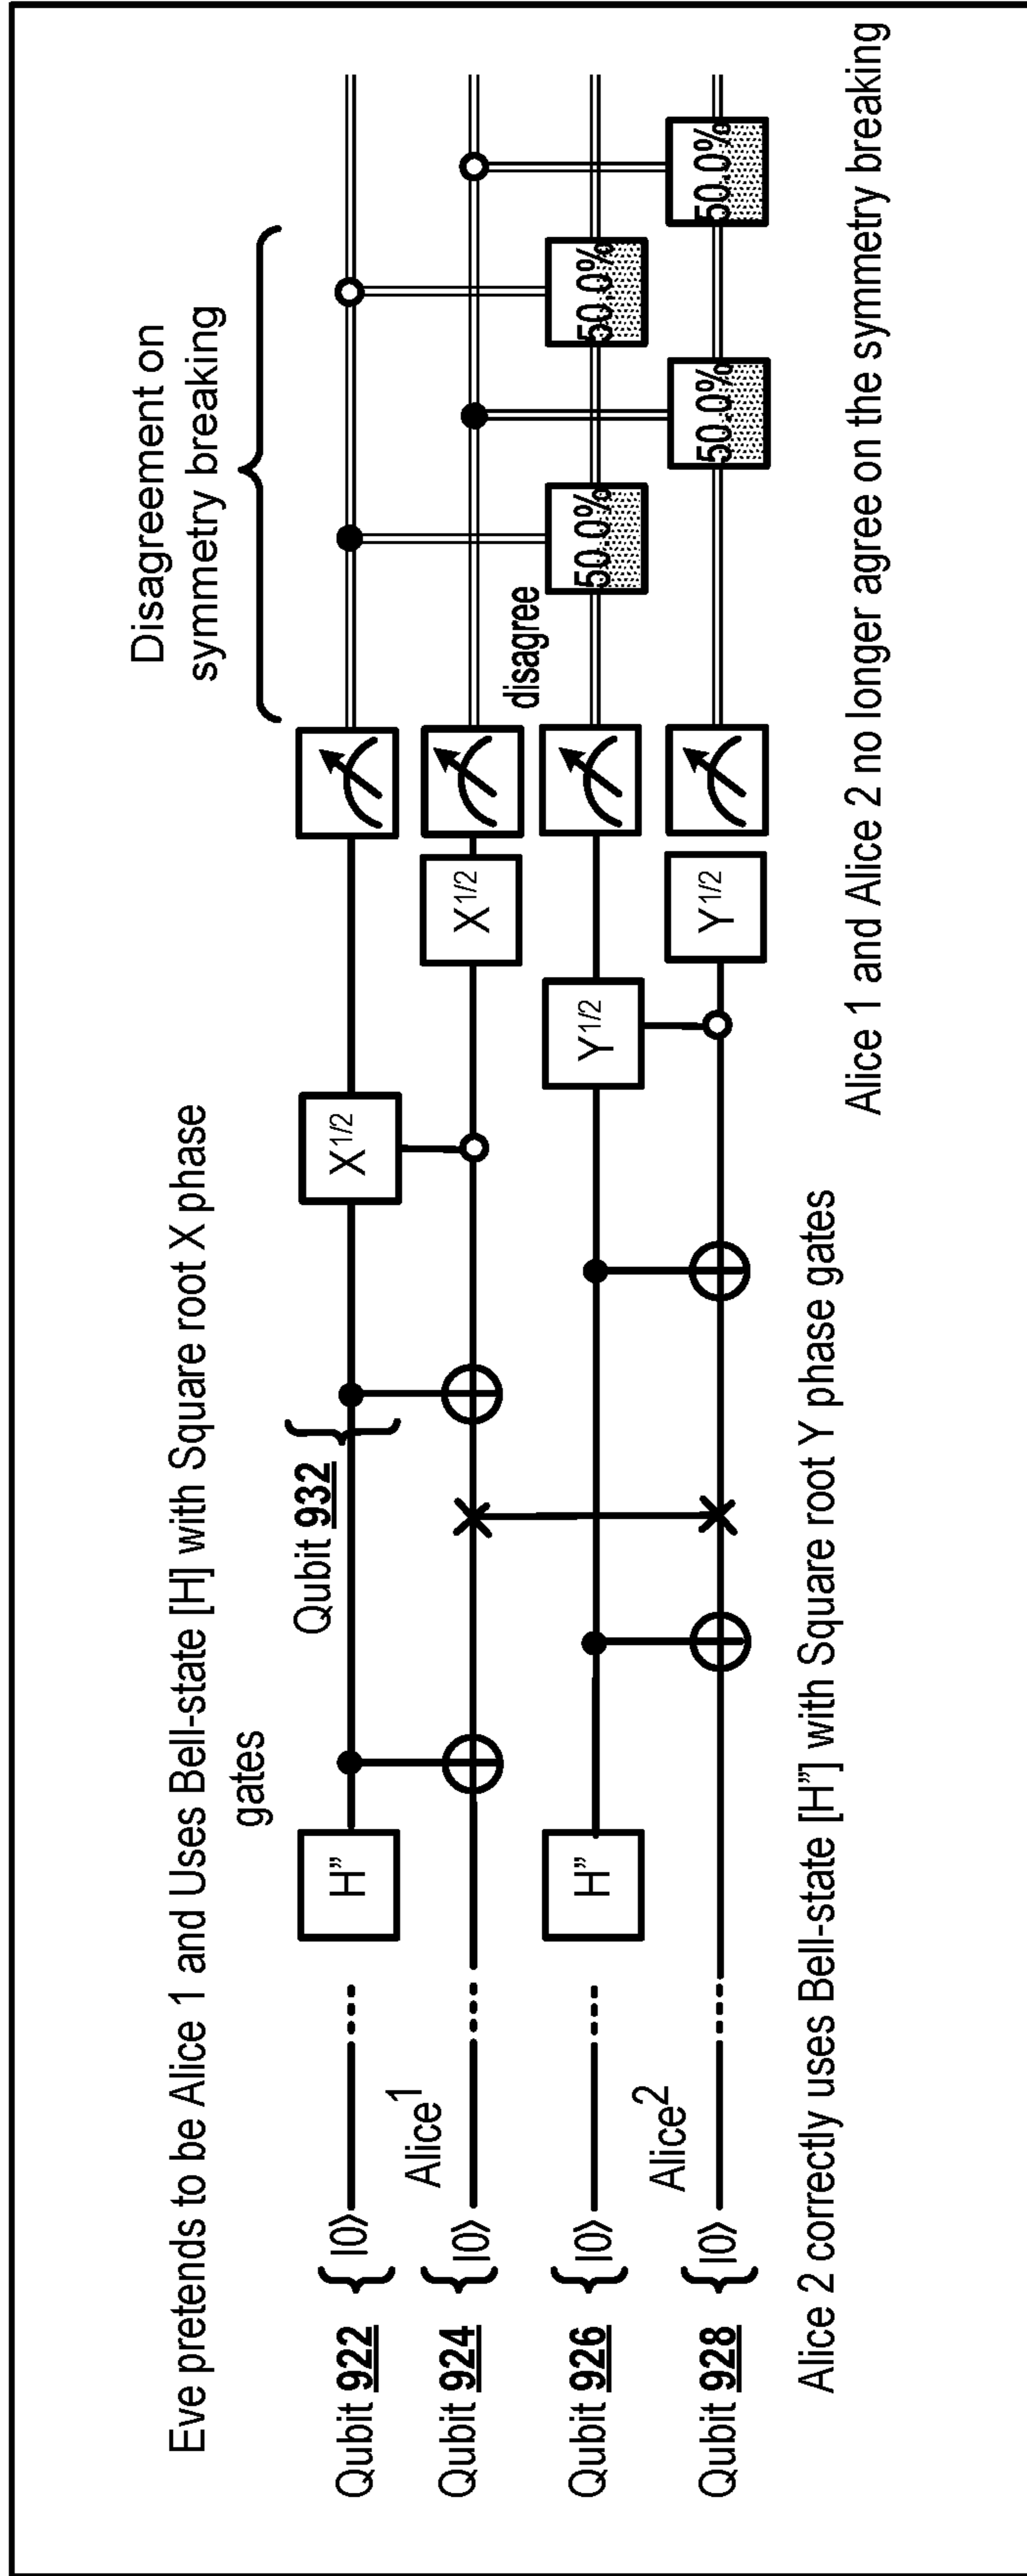 Eve pretends to be Alice 1 and Uses Bell-state [H] with Square root X phase
gates
Disagreement on
symmetry breaking
Qubit 932
Qubit 922 |0⟩ H” X1/2
Alice1
Qubit 924 |0⟩ X1/2
disagree
Qubit 926 |0⟩ H” Y1/2 50.0% 50.0%
Alice2
Qubit 928 |0⟩ Y1/2 50.0% 50.0%
Alice 2 correctly uses Bell-state [H”] with Square root Y phase gates
Alice 1 and Alice 2 no longer agree on the symmetry breaking